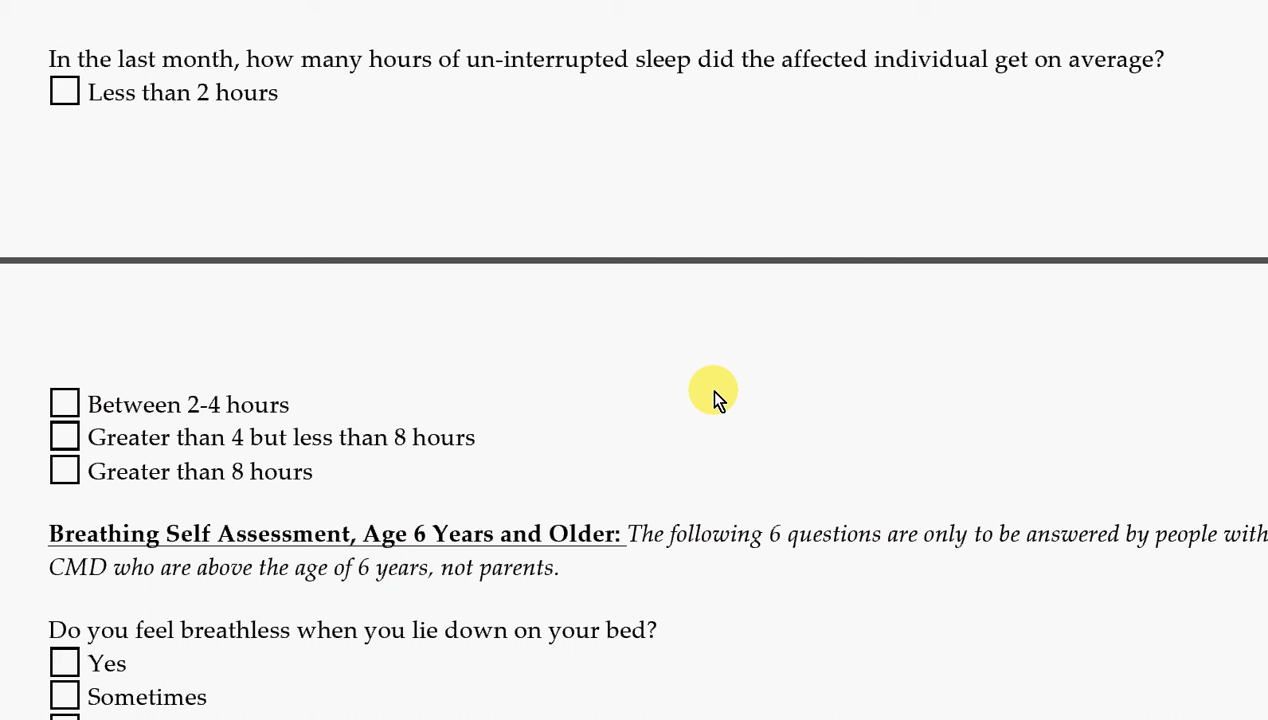 In the last month, how many hours of un-interrupted sleep did the affected individual get on average?
Less than 2 hours
Between 2-4 hours
Greater than 4 but less than 8 hours
Greater than 8 hours
Breathing Self Assessment, Age 6 Years and Older: The following 6 questions are only to be answered by people with
CMD who are above the age of 6 years, not parents.
Do you feel breathless when you lie down on your bed?
Yes
Sometimes